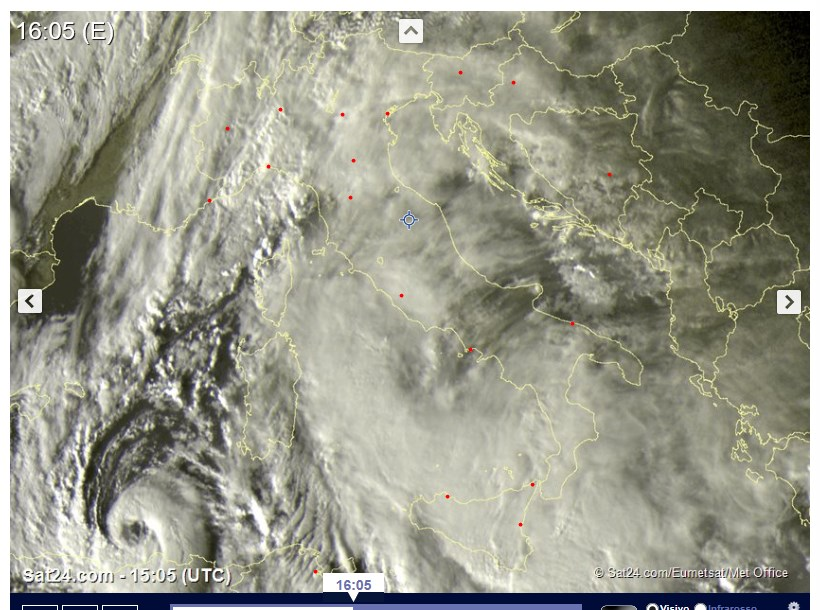 16:05 (E)
Sat24.com - 15:05 (UTC)
© Sat24.com/Eumetsat/Met Office
16:05
Visivo
Infrarosso